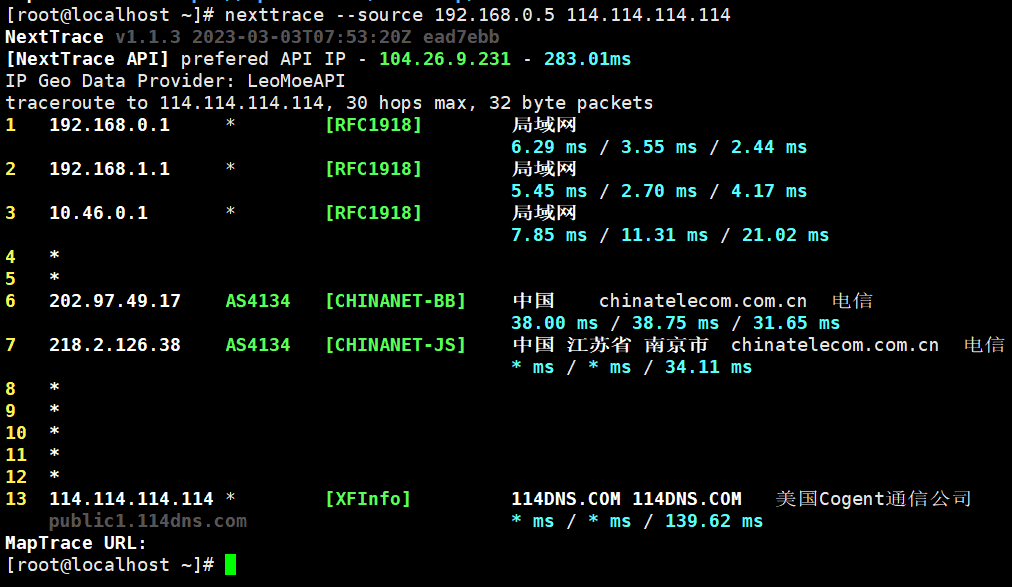 [root@localhost ~]# nexttrace --source 192.168.0.5 114.114.114.114
NextTrace v1.1.3 2023-03-03T07:53:20Z ead7ebb
[NextTrace API] prefered API IP - 104.26.9.231 - 283.01ms
IP Geo Data Provider: LeoMoeAPI
traceroute to 114.114.114.114, 30 hops max, 32 byte packets
1 192.168.0.1 * [RFC1918] 局域网
6.29 ms / 3.55 ms / 2.44 ms
2 192.168.1.1 * [RFC1918] 局域网
5.45 ms / 2.70 ms / 4.17 ms
3 10.46.0.1 * [RFC1918] 局域网
7.85 ms / 11.31 ms / 21.02 ms
4 *
5 *
6 202.97.49.17 AS4134 [CHINANET-BB] 中国 chinatelecom.com.cn 电信
38.00 ms / 38.75 ms / 31.65 ms
7 218.2.126.38 AS4134 [CHINANET-JS] 中国 江苏省 南京市 chinatelecom.com.cn 电信
* ms / * ms / 34.11 ms
8 *
9 *
10 *
11 *
12 *
13 114.114.114.114 * [XFInfo] 114DNS.COM 114DNS.COM 美国Cogent通信公司
public1.114dns.com * ms / * ms / 139.62 ms
MapTrace URL:
[root@localhost ~]#